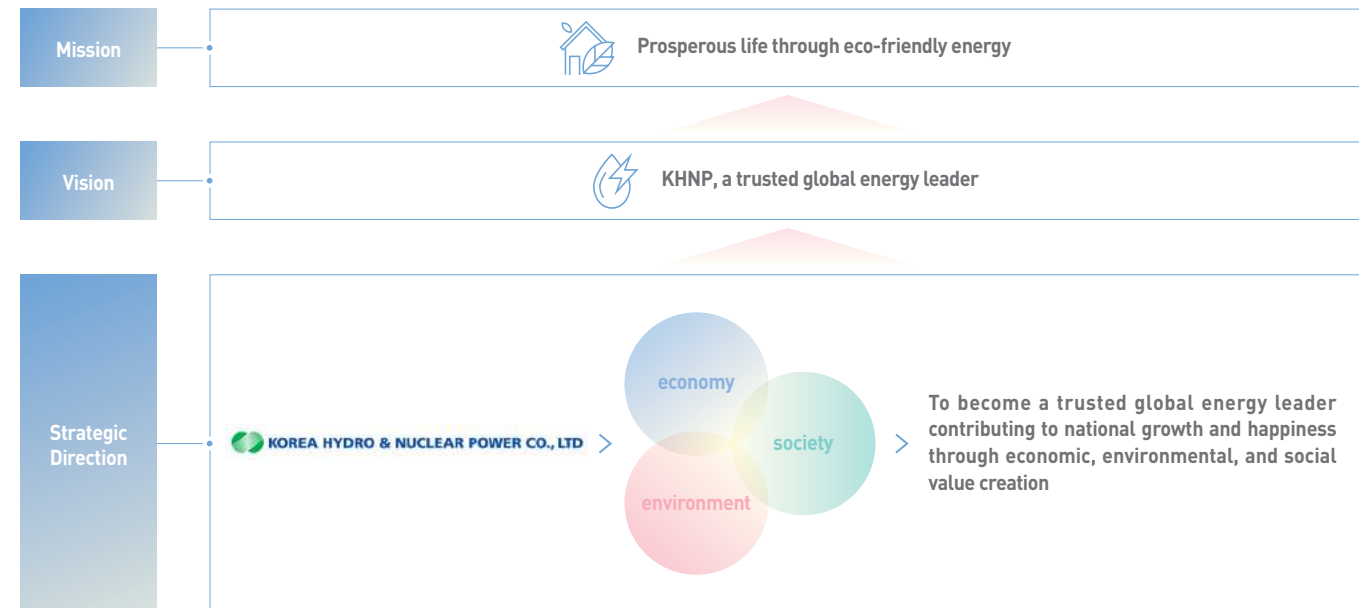 Mission
Prosperous life through eco-friendly energy
Vision
KHNP, a trusted global energy leader
Strategic
Direction
KOREA HYDRO & NUCLEAR POWER CO., LTD
economy
society
environment
To become a trusted global energy leader
contributing to national growth and happiness
through economic, environmental, and social
value creation